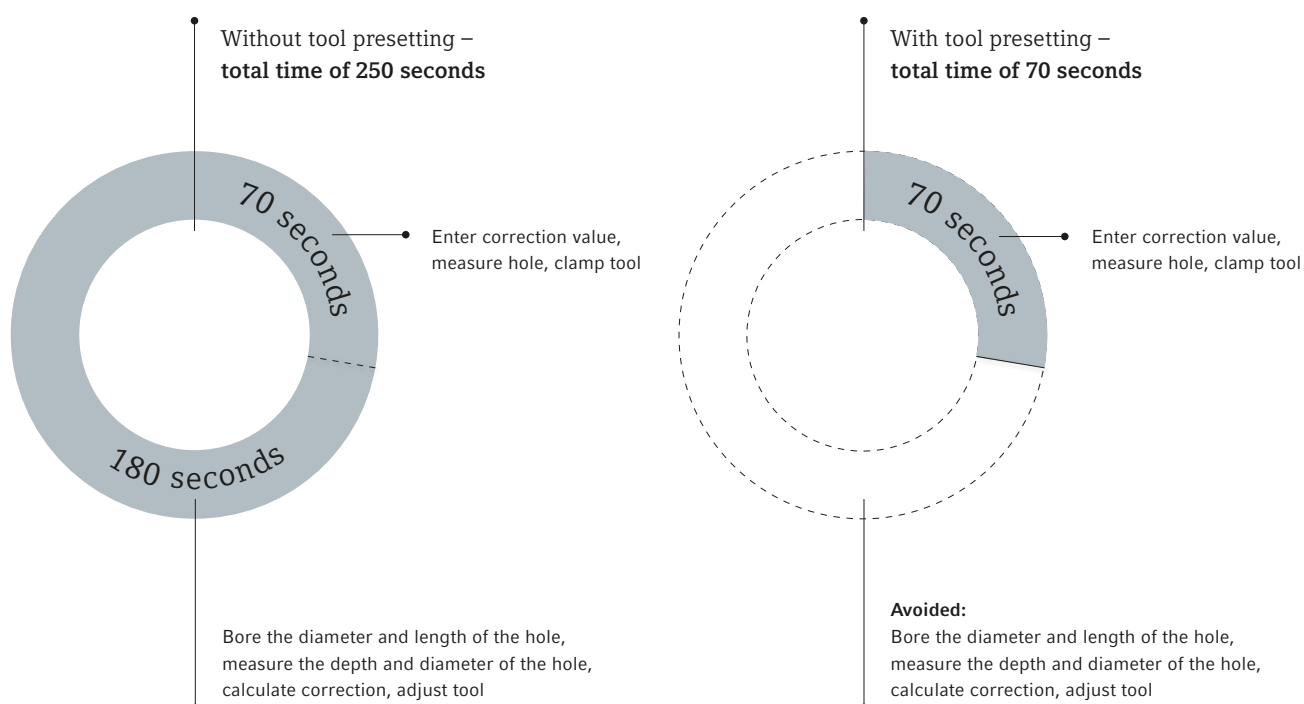 Without tool presetting –
total time of 250 seconds
70 seconds
Enter correction value,
measure hole, clamp tool
180 seconds
Bore the diameter and length of the hole,
measure the depth and diameter of the hole,
calculate correction, adjust tool
With tool presetting –
total time of 70 seconds
70 seconds
Enter correction value,
measure hole, clamp tool
Avoided:
Bore the diameter and length of the hole,
measure the depth and diameter of the hole,
calculate correction, adjust tool